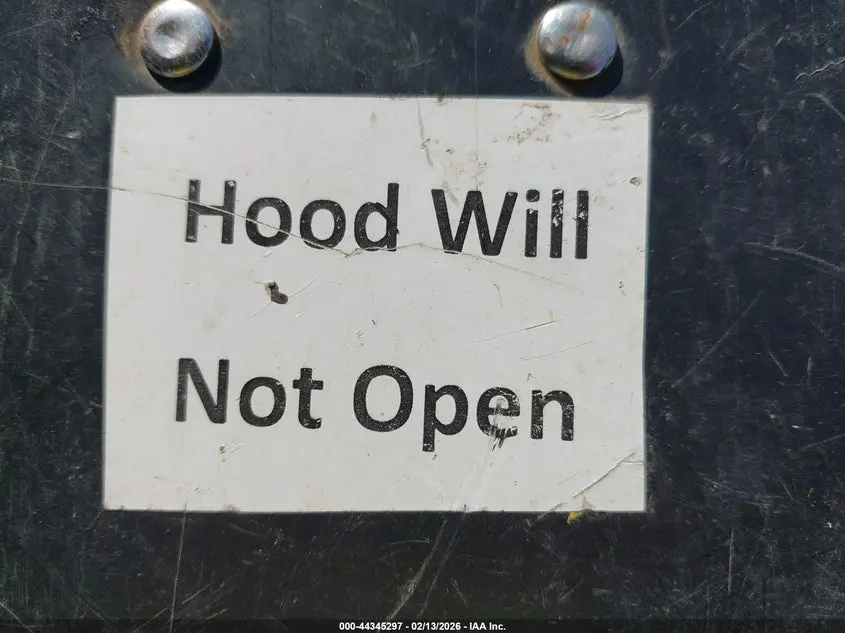 Hood Will
Not Open
000-44345297 - 02/13/2026 - IAA Inc.